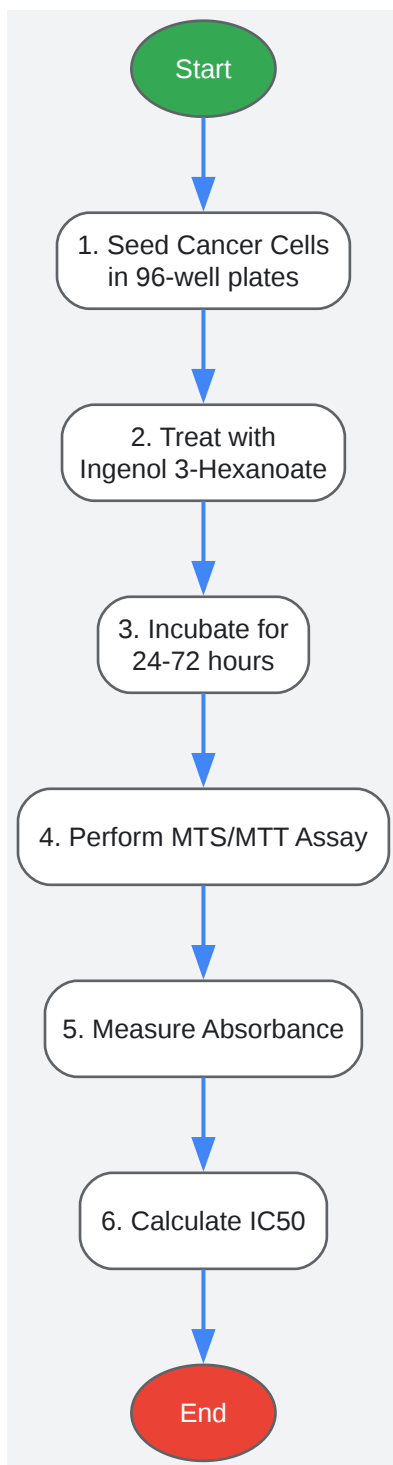 Start
1. Seed Cancer Cells
in 96-well plates
2. Treat with
Ingenol 3-Hexanoate
3. Incubate for
24-72 hours
4. Perform MTS/MTT Assay
5. Measure Absorbance
6. Calculate IC50
End